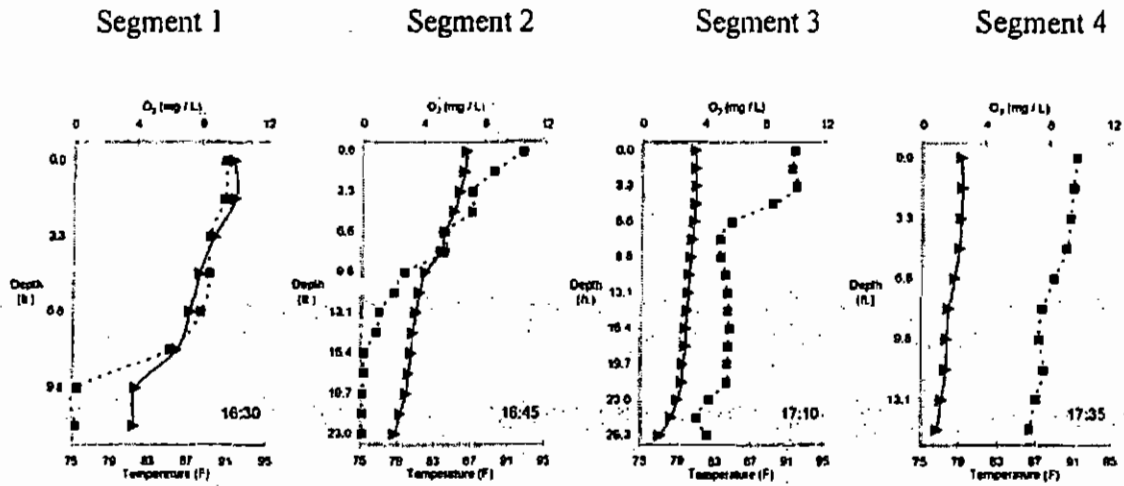 Segment 1 Segment 2 Segment 3 Segment 4
O2 (mg / L) O2 (mg / L) O2 (mg / L) O2 (mg / L)
0 4 8 12 0 4 8 12 0 4 8 12 0 4 8 12
0.0 0.0 0.0 0.0
3.3 3.3 3.3 3.3
6.6 6.6 6.6 6.6
Depth Depth Depth Depth
(ft.) (ft.) (ft.)
9.8 9.8 9.8 9.8
13.1 13.1 13.1
16.4 16.4
19.7 19.7
23.0 23.0
26.3
16:30 16:45 17:10 17:35
75 79 83 87 91 95 75 79 83 87 91 95 75 79 83 87 91 95 75 79 83 87 91 95
Temperature (F) Temperature (F) Temperature (F) Temperature (F)